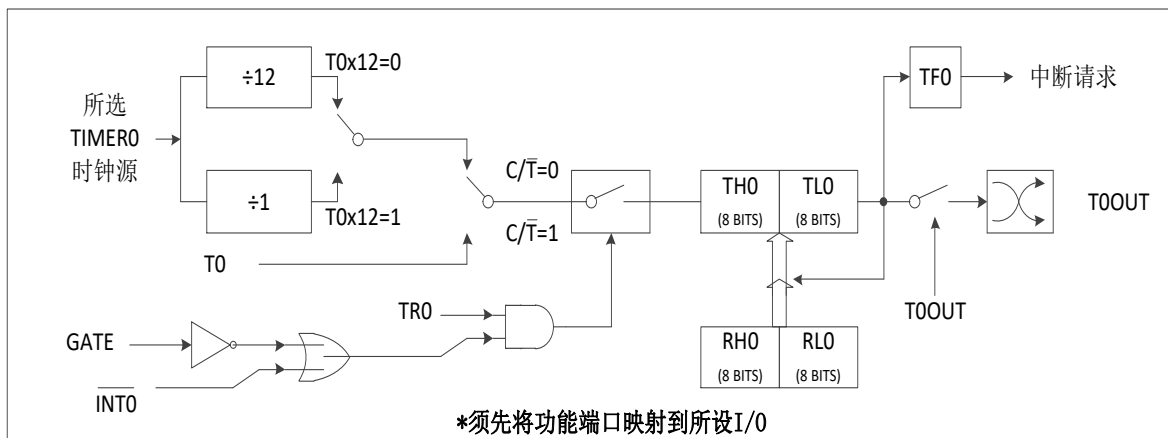 ÷12
T0x12=0
所选
TIMER0
时钟源
÷1
T0x12=1
T0
C/T̅=0
C/T̅=1
TH0
(8 BITS)
TL0
(8 BITS)
TF0
中断请求
T0OUT
T0OUT
TR0
GATE
I̅N̅T̅0̅
RH0
(8 BITS)
RL0
(8 BITS)
*须先将功能端口映射到所设I/0